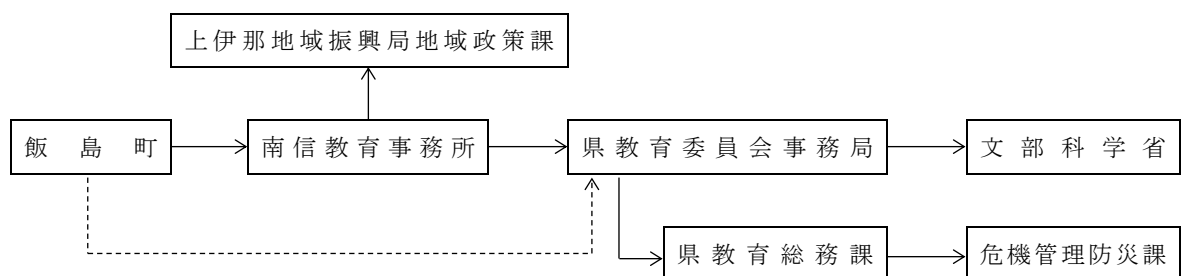 上伊那地域振興局地域政策課
飯島町
南信教育事務所
県教育委員会事務局
文部科学省
県教育総務課
危機管理防災課